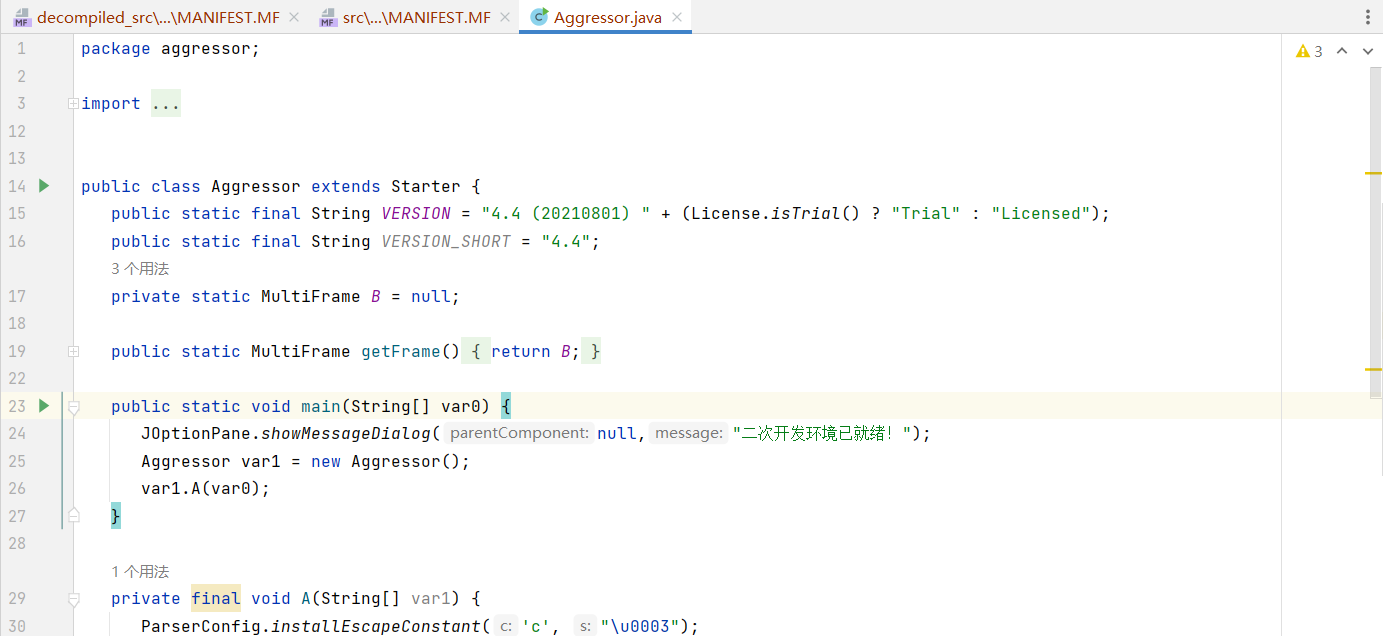 decompiled_src\...\MANIFEST.MF src\...\MANIFEST.MF Aggressor.java
1 package aggressor;
2
3 import ...
12
13
14 public class Aggressor extends Starter {
15 public static final String VERSION = "4.4 (20210801) " + (License.isTrial() ? "Trial" : "Licensed");
16 public static final String VERSION_SHORT = "4.4";
3 个用法
17 private static MultiFrame B = null;
18
19 public static MultiFrame getFrame() { return B; }
22
23 public static void main(String[] var0) {
24 JOptionPane.showMessageDialog( parentComponent: null, message: "二次开发环境已就绪！");
25 Aggressor var1 = new Aggressor();
26 var1.A(var0);
27 }
28
1 个用法
29 private final void A(String[] var1) {
30 ParserConfig.installEscapeConstant( c: 'c', s: "\u0003");
3